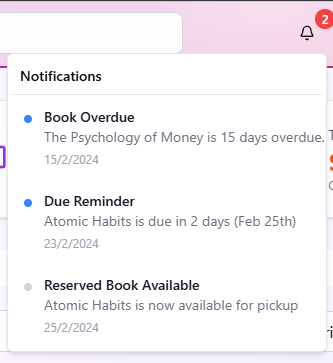 2
Notifications
Book Overdue
The Psychology of Money is 15 days overdue.
15/2/2024
Due Reminder
Atomic Habits is due in 2 days (Feb 25th)
23/2/2024
Reserved Book Available
Atomic Habits is now available for pickup
25/2/2024